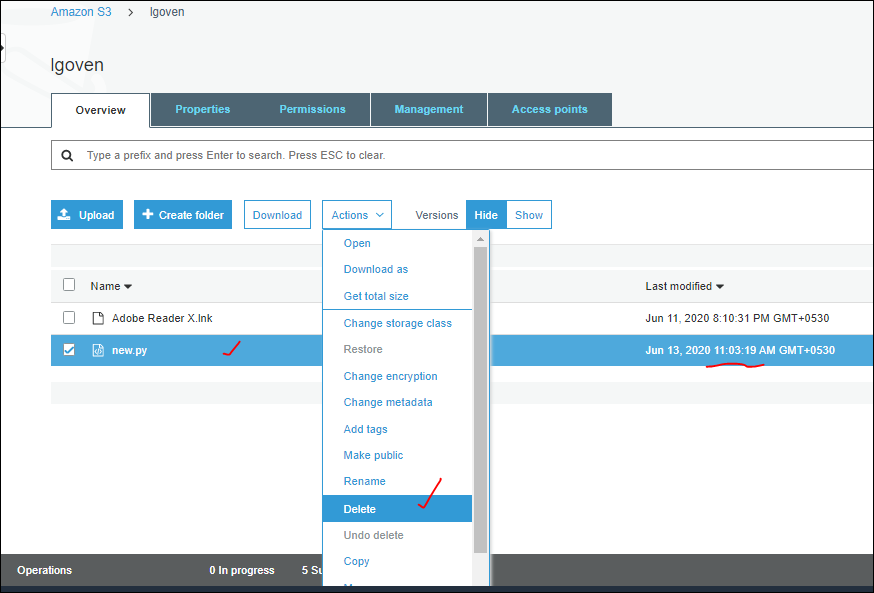 Amazon S3 > lgoven
lgoven
Overview Properties Permissions Management Access points
Type a prefix and press Enter to search. Press ESC to clear.
Upload Create folder Download Actions Versions Hide Show
Open
Download as
Get total size
Name Last modified
Adobe Reader X.lnk Jun 11, 2020 8:10:31 PM GMT+0530
Change storage class
Restore
new.py Jun 13, 2020 11:03:19 AM GMT+0530
Change encryption
Change metadata
Add tags
Make public
Rename
Delete
Undo delete
Copy
Operations 0 In progress 5 Su